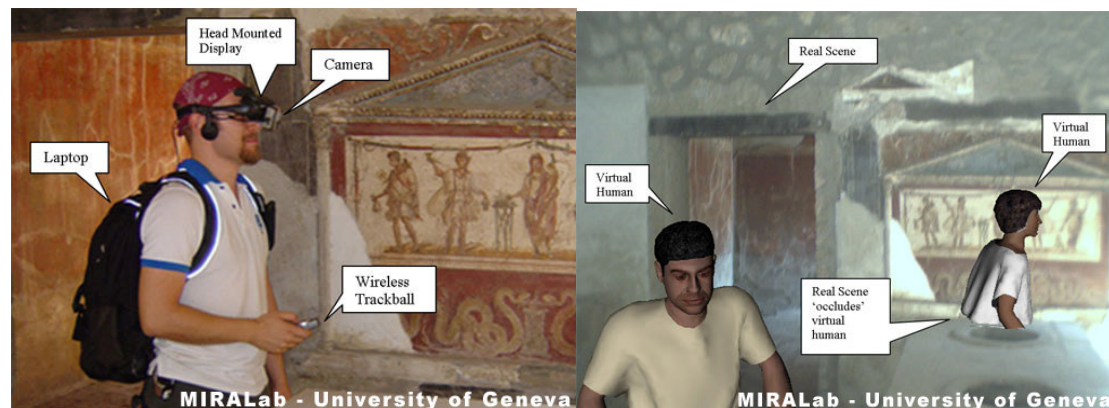 Head Mounted
Display
Camera
Laptop
Wireless
Trackball
MIRALab - University of Geneva
Real Scene
Virtual
Human
Virtual
Human
Real Scene
'occludes'
virtual
human
MIRALab - University of Geneva